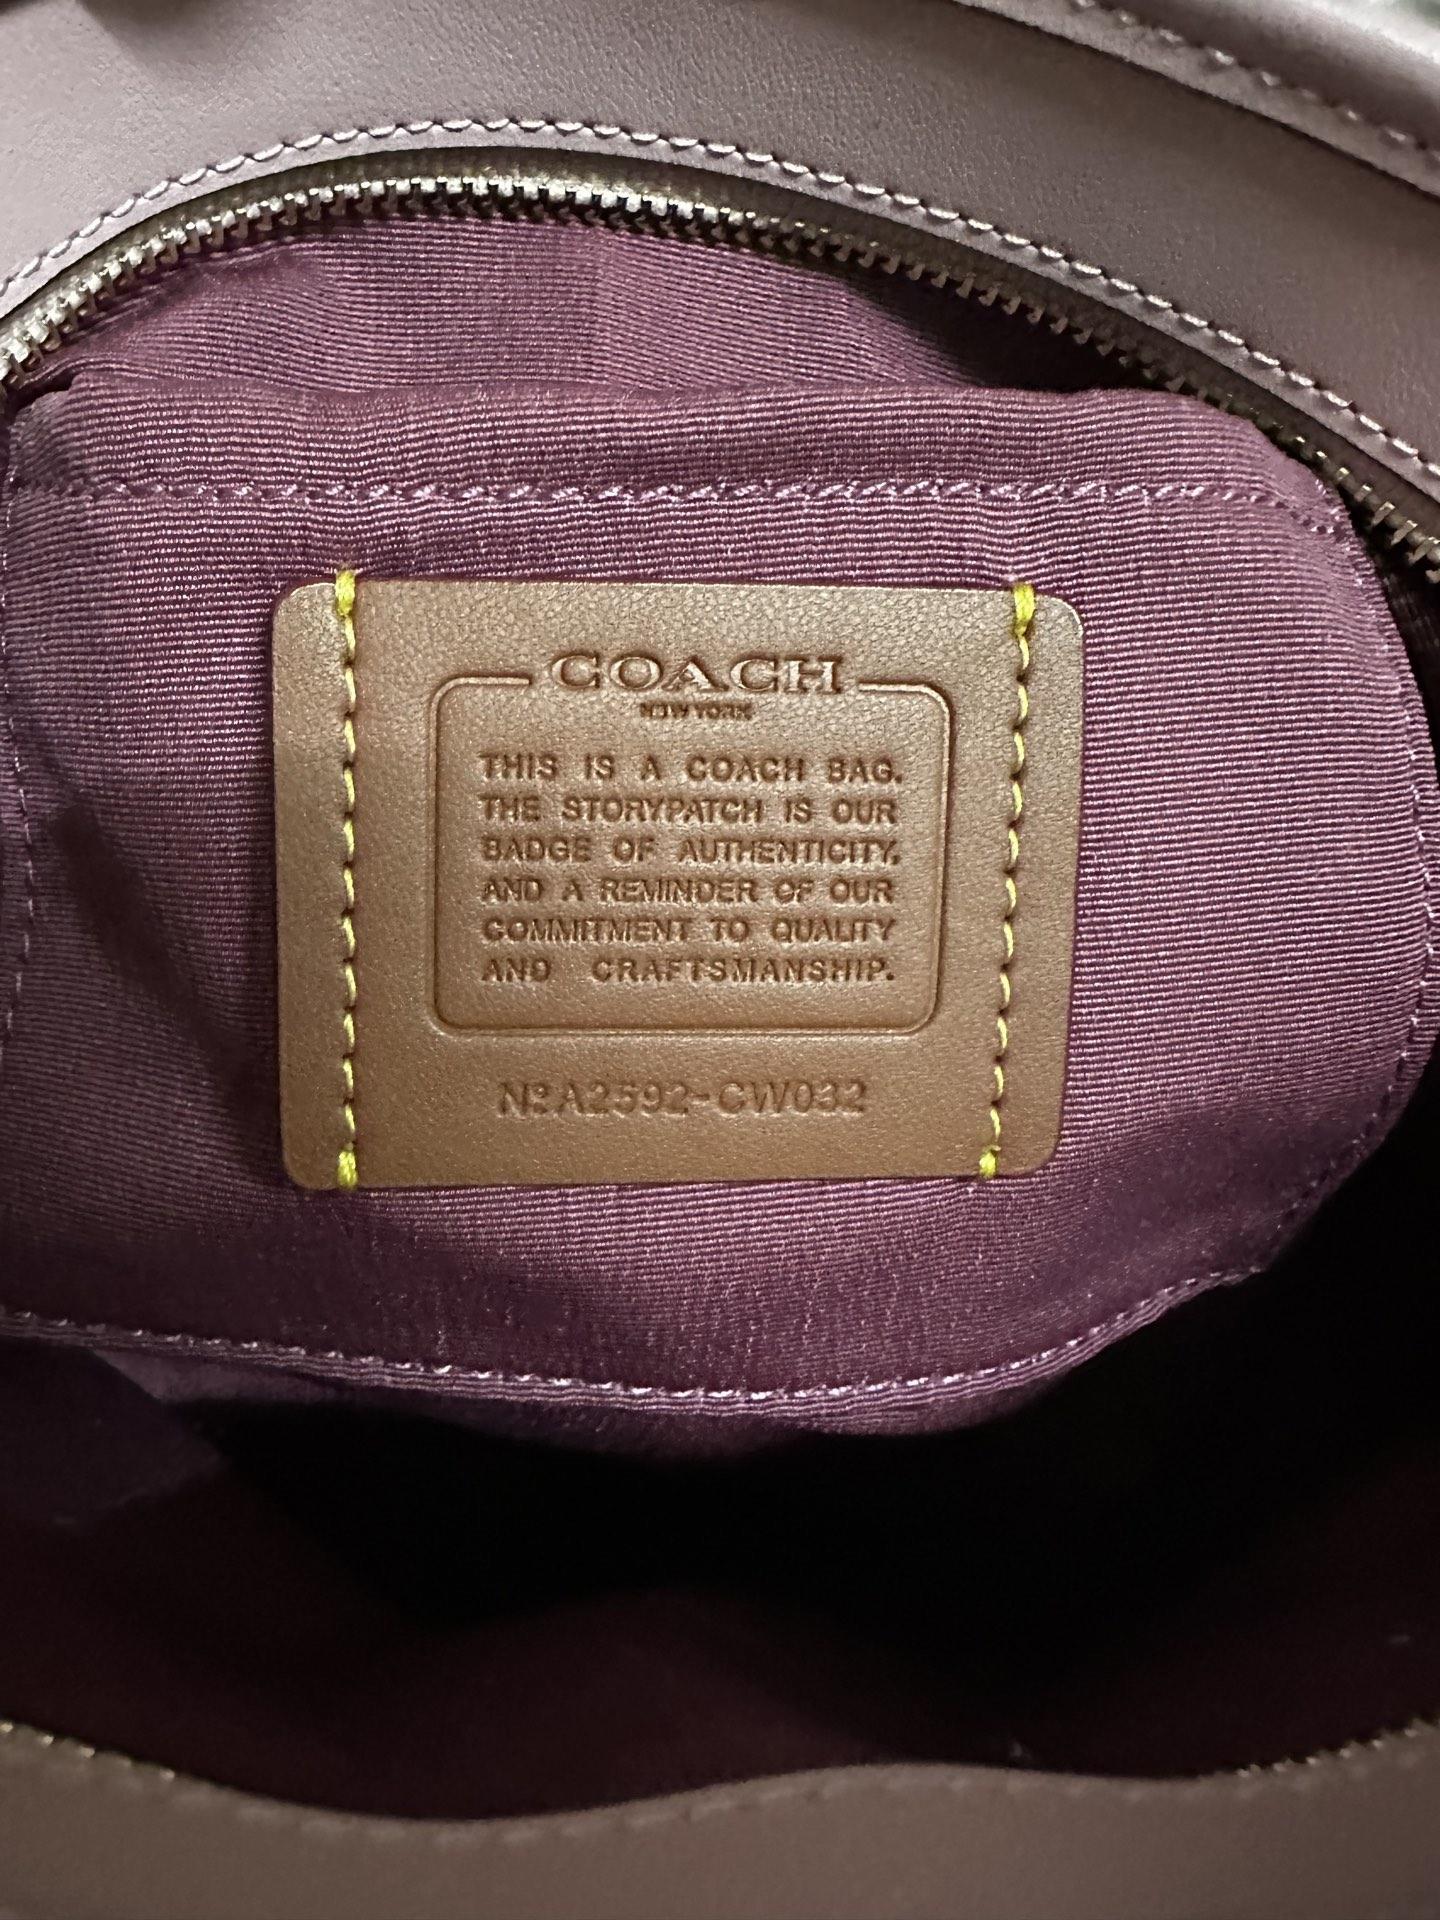 COACH
NEW YORK
THIS IS A COACH BAG.
THE STORYPATCH IS OUR
BADGE OF AUTHENTICITY,
AND A REMINDER OF OUR
COMMITMENT TO QUALITY
AND CRAFTSMANSHIP.
Nº A2592-CW032